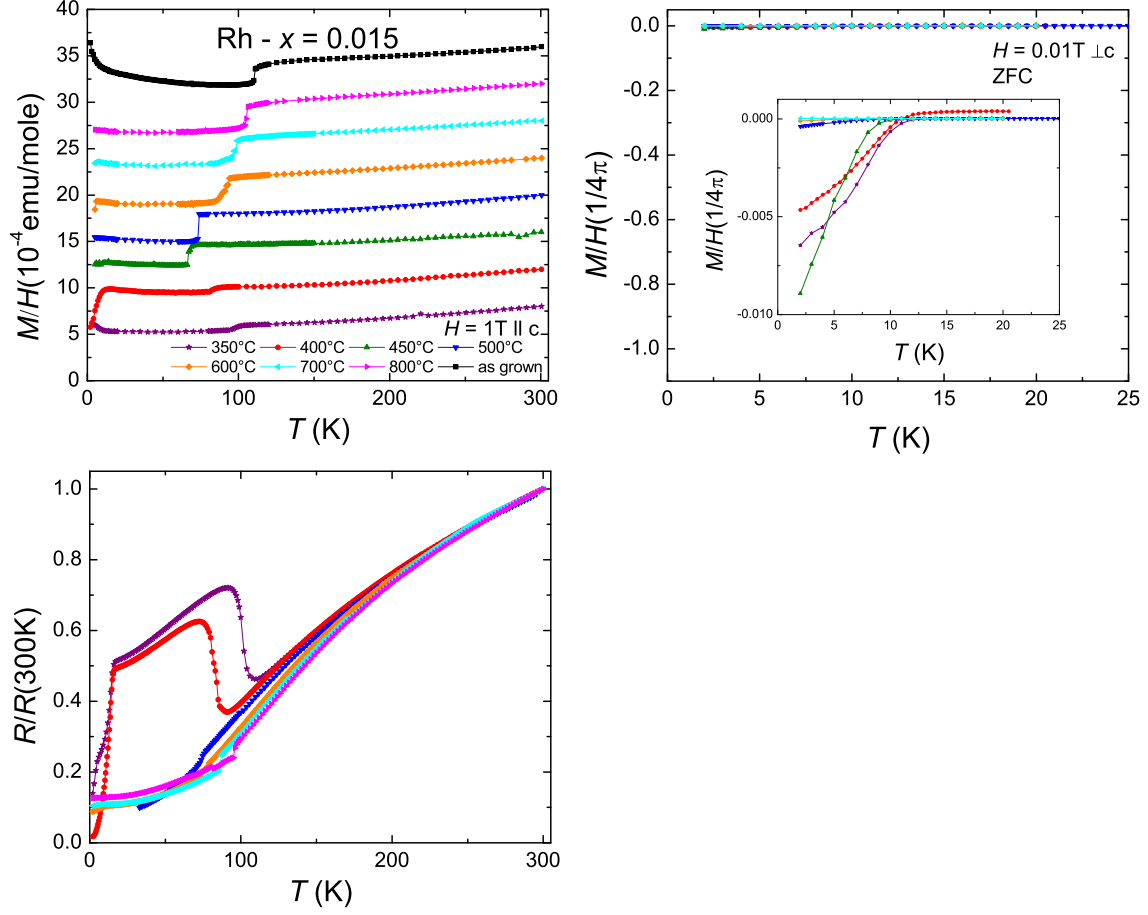 Rh - x = 0.015
40
35
30
25
20
15
10
5
0
M/H(10⁻⁴emu/mole)
H = 1T II c
350°C 400°C 450°C 500°C
600°C 700°C 800°C as grown
0 100 200 300
T (K)
0.0
-0.2
-0.4
-0.6
-0.8
-1.0
M/H(1/4π)
H = 0.01T ⊥c
ZFC
0.000
-0.005
-0.010
M/H(1/4π)
0 5 10 15 20 25
T (K)
0 5 10 15 20 25
T (K)
1.0
0.8
0.6
0.4
0.2
0.0
R/R(300K)
0 100 200 300
T (K)